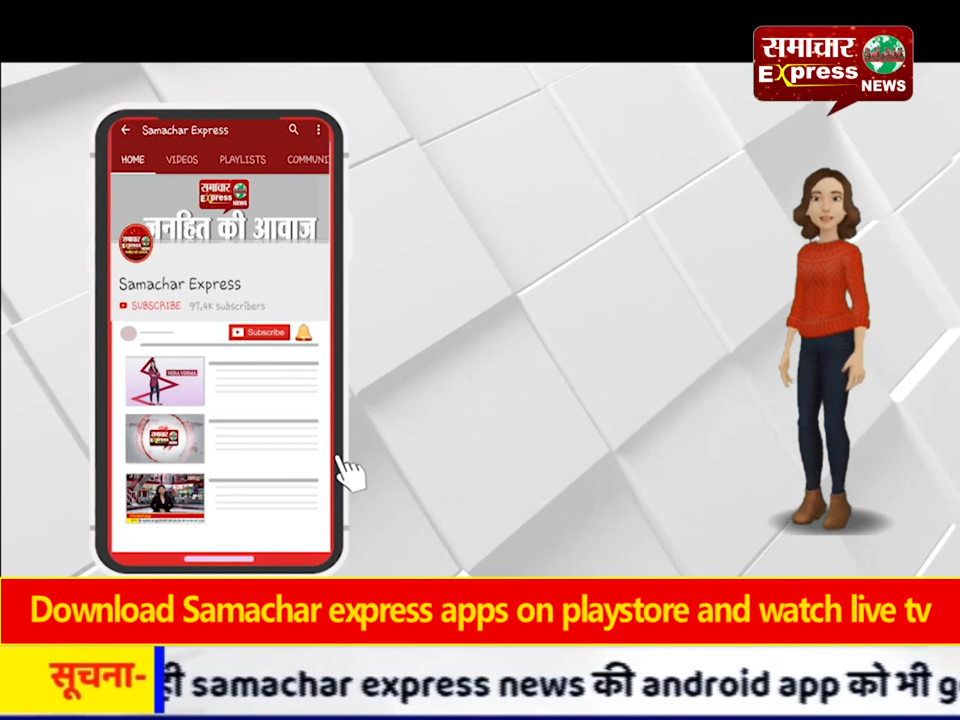 समाचार
Express
NEWS
Samachar Express
HOME VIDEOS PLAYLISTS COMMUNI
समाचार
Express
NEWS
जनहित की आवाज
Samachar Express
SUBSCRIBE 97.4K subscribers
Subscribe
Download Samachar express apps on playstore and watch live tv
सूचना- ही samachar express news की android app को भी g